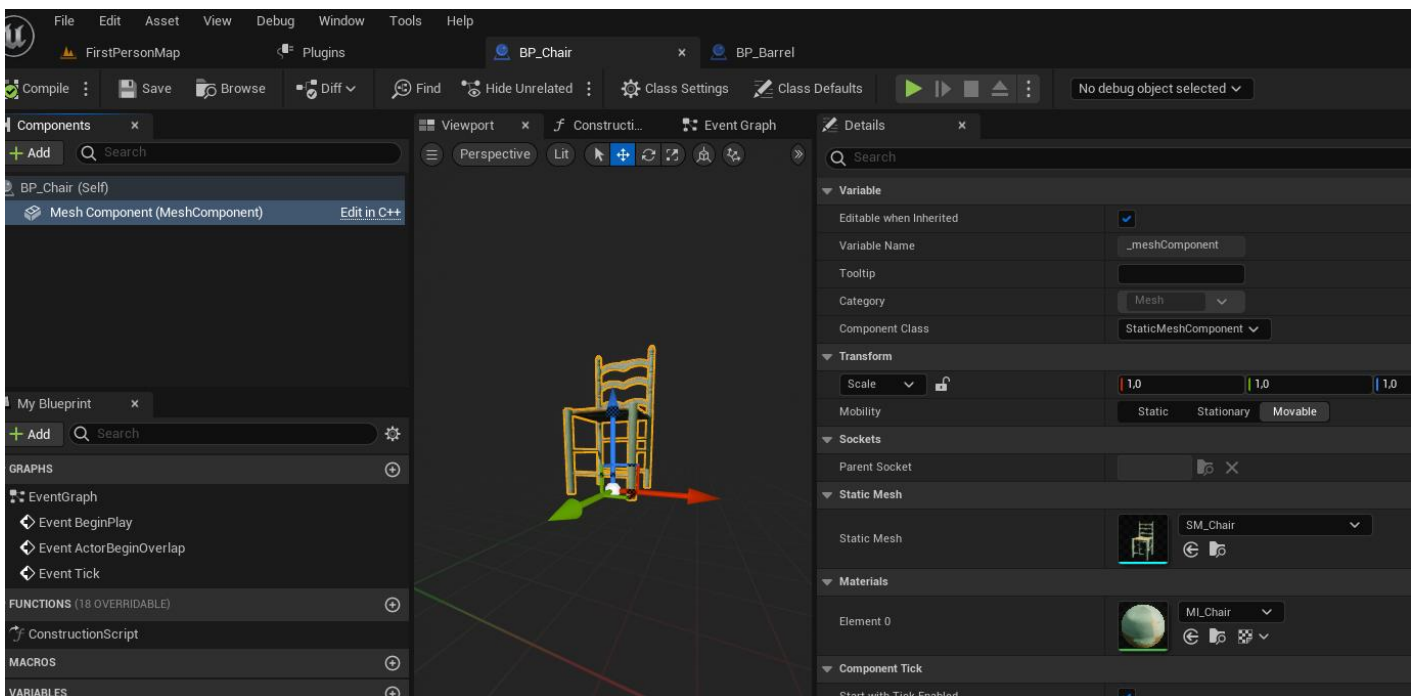 File Edit Asset View Debug Window Tools Help
FirstPersonMap Plugins BP_Chair BP_Barrel
Compile Save Browse Diff Find Hide Unrelated Class Settings Class Defaults No debug object selected
Components Viewport Constructi... Event Graph Details
+ Add Search Perspective Lit Search
BP_Chair (Self) Variable
Mesh Component (MeshComponent) Edit in C++ Editable when Inherited
Variable Name _meshComponent
Tooltip
Category Mesh
Component Class StaticMeshComponent
Transform
Scale 1,0 1,0 1,0
My Blueprint Mobility Static Stationary Movable
+ Add Search Sockets
GRAPHS Parent Socket
EventGraph Static Mesh
Event BeginPlay SM_Chair
Event ActorBeginOverlap Static Mesh
Event Tick Materials
FUNCTIONS (18 OVERRIDABLE) MI_Chair
ConstructionScript Element 0
MACROS Component Tick
VARIABLES Start with Tick Enabled